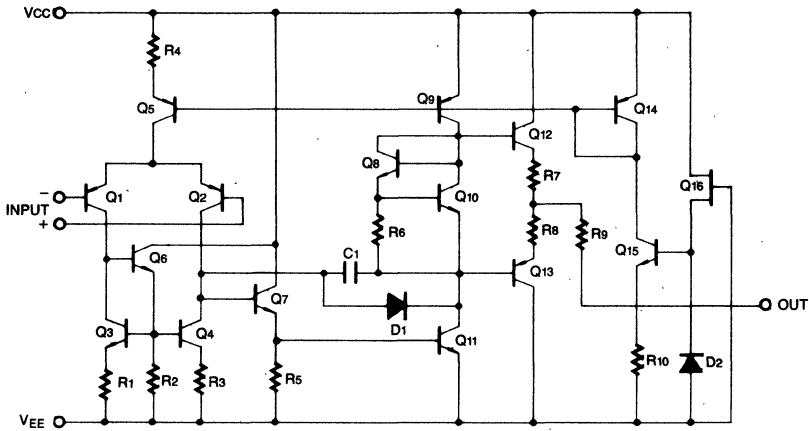 VCC
R4
Q5
Q9
Q14
Q12
Q8
R7
Q16
− Q1
Q2
Q10
INPUT
+
R6
R8
R9
Q15
Q6
C1
Q13
Q7
OUT
D1
Q3
Q4
Q11
R1
R2
R3
R5
R10
D2
VEE